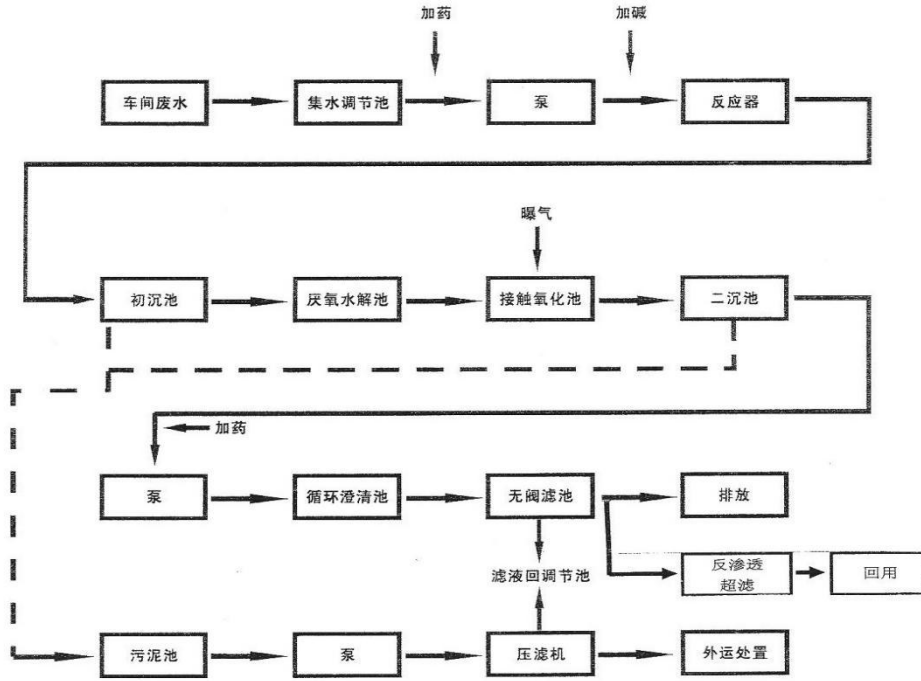 加药
加碱
车间废水
集水调节池
泵
反应器
曝气
初沉池
厌氧水解池
接触氧化池
二沉池
加药
泵
循环澄清池
无阀滤池
排放
滤液回调节池
反渗透
超滤
回用
污泥池
泵
压滤机
外运处置